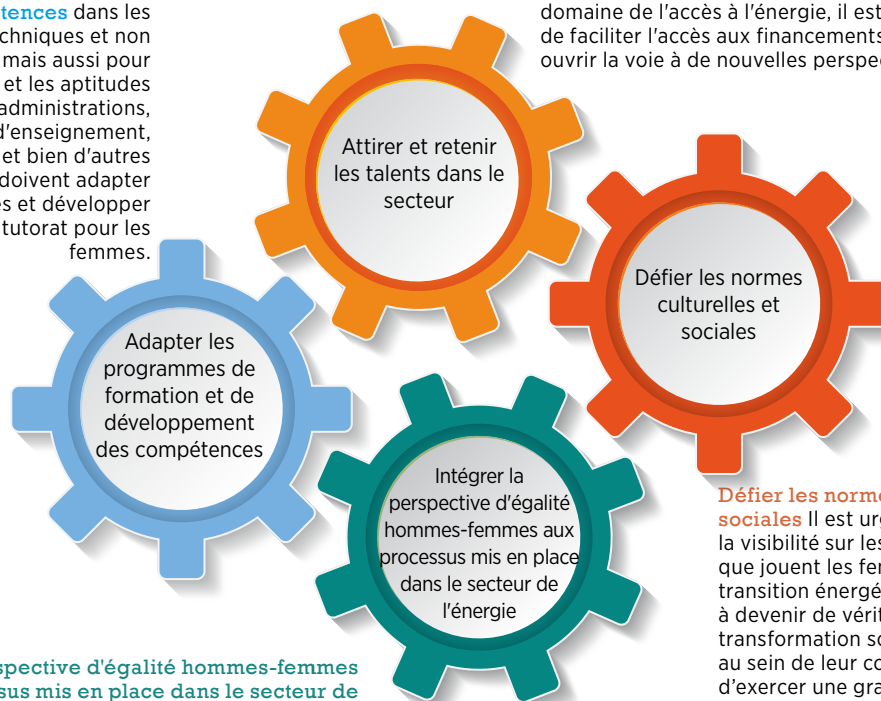 tences dans les
chniques et non
mais aussi pour
et les aptitudes
administrations,
d'enseignement,
et bien d'autres
doivent adapter
es et développer
tutorat pour les
femmes.
domaine de l'accès à l'énergie, il est
de faciliter l'accès aux financements
ouvrir la voie à de nouvelles perspec
Attirer et retenir
les talents dans le
secteur
Défier les normes
culturelles et
sociales
Adapter les
programmes de
formation et de
développement
des compétences
Intégrer la
perspective d'égalité
hommes-femmes aux
processus mis en place
dans le secteur de
l'énergie
Défier les norme
sociales Il est urg
la visibilité sur les
que jouent les fem
transition énergé
à devenir de vérit
transformation so
au sein de leur co
d'exercer une gra
spective d'égalité hommes-femmes
sus mis en place dans le secteur de